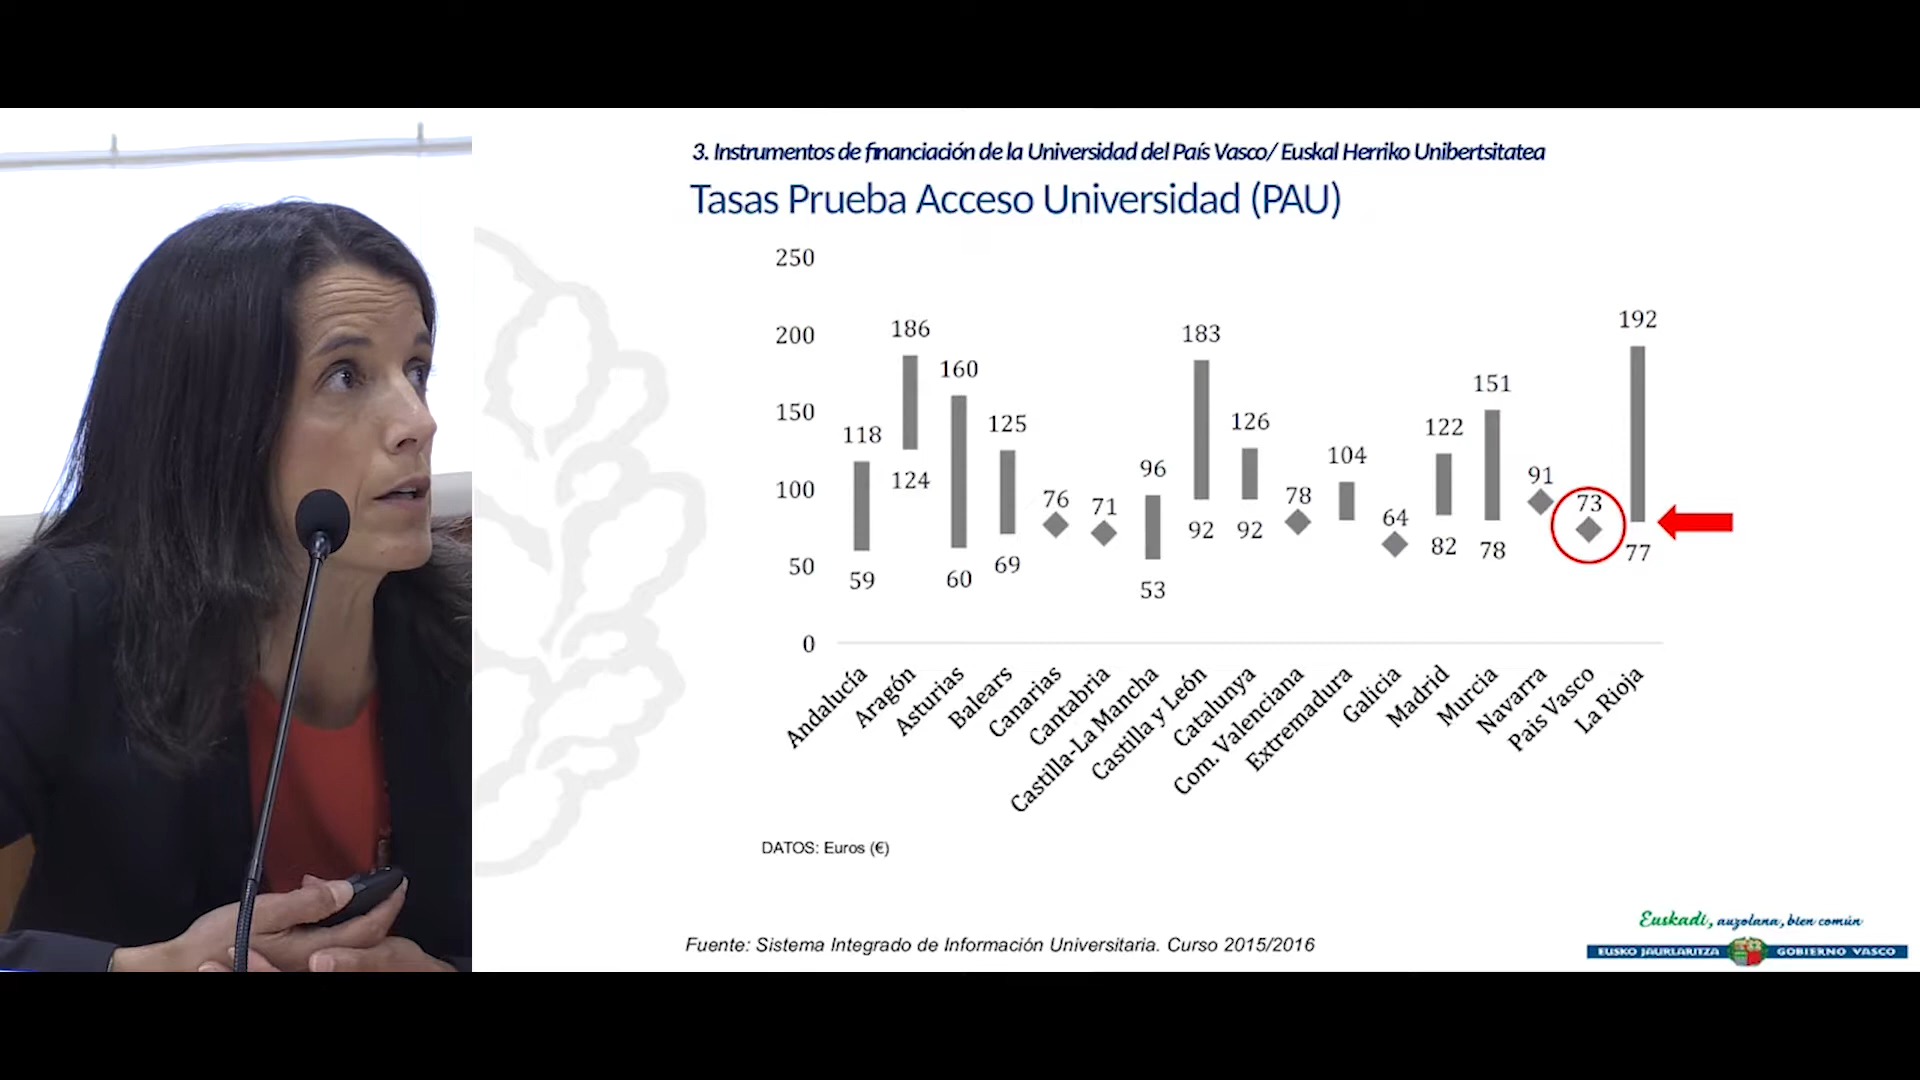 3. Instrumentos de financiación de la Universidad del País Vasco/ Euskal Herriko Unibertsitatea
Tasas Prueba Acceso Universidad (PAU)
250
200
150
100
50
0
118
59
186
124
160
60
125
69
76
71
96
53
183
92
126
92
78
104
64
122
82
151
78
91
73
192
77
Andalucía
Aragón
Asturias
Balears
Canarias
Cantabria
Castilla-La Mancha
Castilla y León
Catalunya
Com. Valenciana
Extremadura
Galicia
Madrid
Murcia
Navarra
Pais Vasco
La Rioja
DATOS: Euros (€)
Fuente: Sistema Integrado de Información Universitaria. Curso 2015/2016
Euskadi, auzolana, bien común
EUSKO JAURLARITZA GOBIERNO VASCO